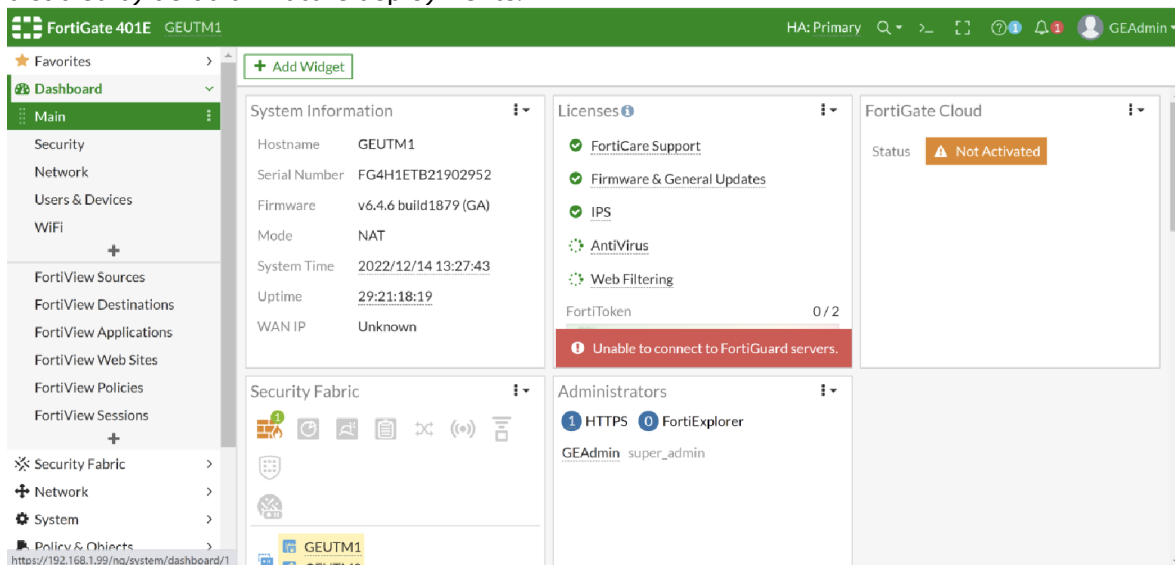 FortiGate 401E GEUTM1
HA: Primary >_ 1 1 GEAdmin
Favorites
Dashboard
Main
Security
Network
Users & Devices
WiFi
FortiView Sources
FortiView Destinations
FortiView Applications
FortiView Web Sites
FortiView Policies
FortiView Sessions
Security Fabric
Network
System
Policy & Objects
https://192.168.1.99/ng/system/dashboard/1
+ Add Widget
System Information
Hostname GEUTM1
Serial Number FG4H1ETB21902952
Firmware v6.4.6 build1879 (GA)
Mode NAT
System Time 2022/12/14 13:27:43
Uptime 29:21:18:19
WAN IP Unknown
Licenses
FortiCare Support
Firmware & General Updates
IPS
AntiVirus
Web Filtering
FortiToken 0 / 2
Unable to connect to FortiGuard servers.
FortiGate Cloud
Status Not Activated
Security Fabric
1
GEUTM1
Administrators
1 HTTPS 0 FortiExplorer
GEAdmin super_admin